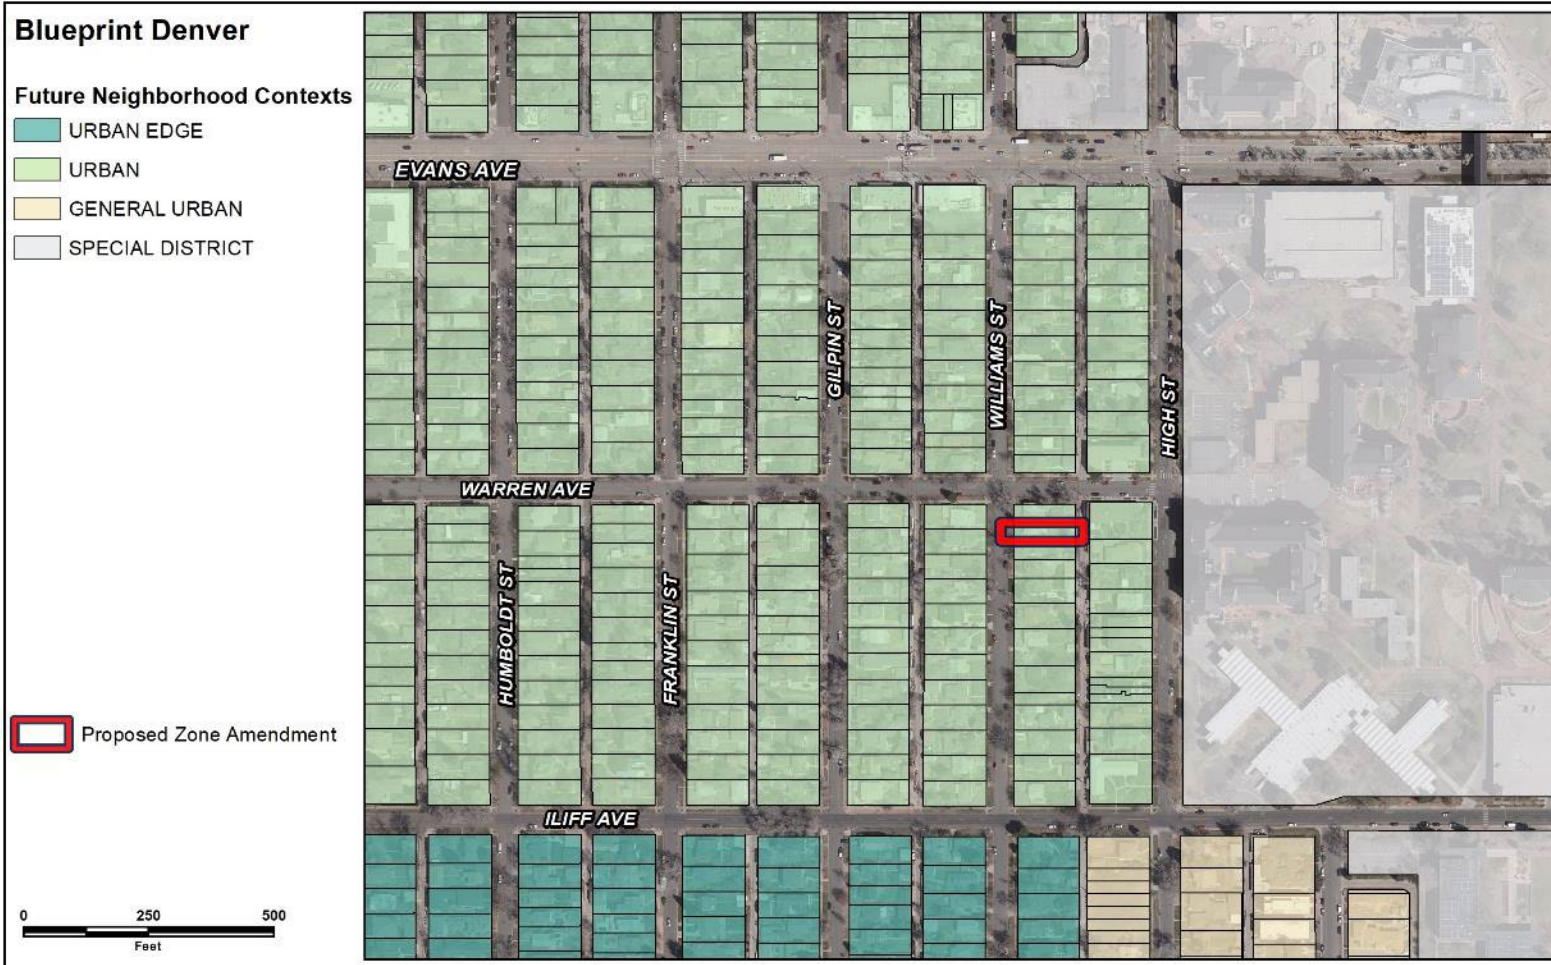 Blueprint Denver
Future Neighborhood Contexts
URBAN EDGE
URBAN
GENERAL URBAN
SPECIAL DISTRICT
EVANS AVE
GILPIN ST
WILLIAMS ST
HIGH ST
WARREN AVE
HUMBOLDT ST
FRANKLIN ST
Proposed Zone Amendment
ILIFF AVE
0 250 500
Feet